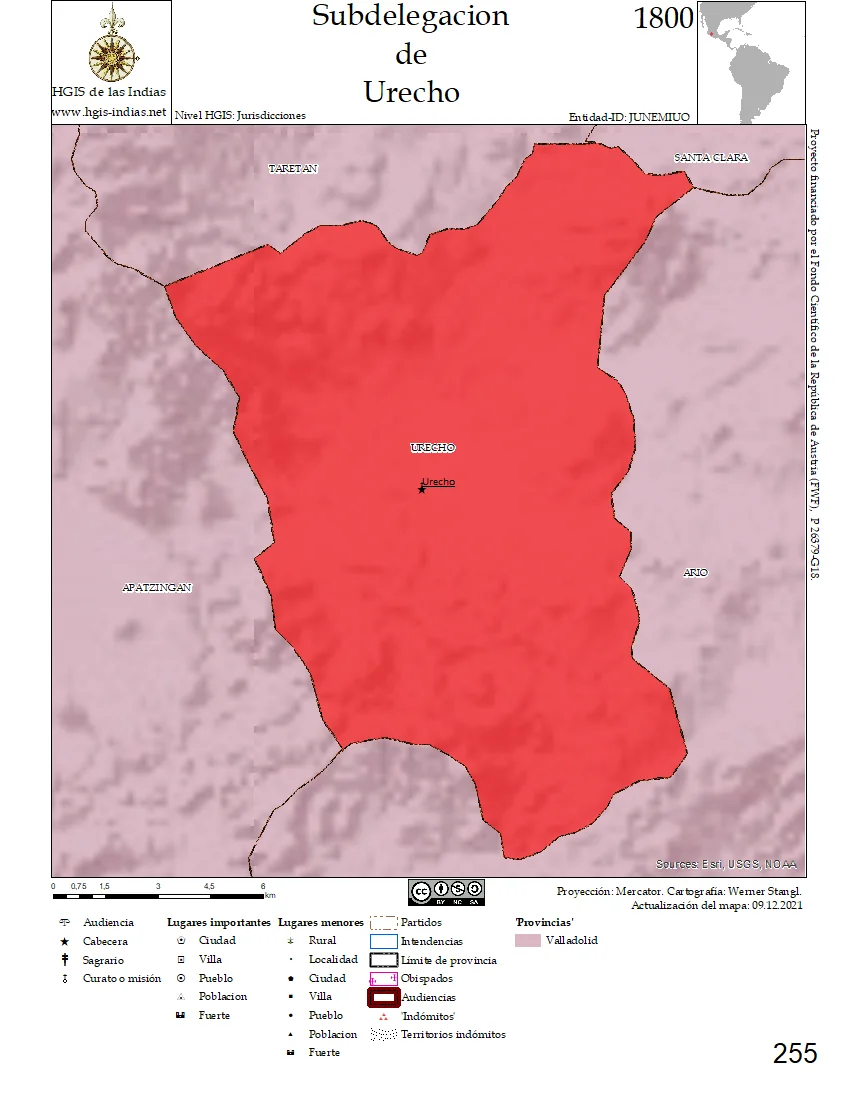 Subdelegacion
de
Urecho
1800
HGIS de las Indias
www.hgis-indias.net
Nivel HGIS: Jurisdicciones
Entidad-ID: JUNEMIUO
TARETAN
SANTA CLARA
URECHO
Urecho
APATZINGAN
ARIO
Proyecto financiado por el Fondo Científico de la República de Austria (FWF), P 26379-G18.
Sources: Esri, USGS, NOAA
0 0,75 1,5 3 4,5 6
km
CC BY NC SA
Proyección: Mercator. Cartografía: Werner Stangl.
Actualización del mapa: 09.12.2021
Audiencia
Cabecera
Sagrario
Curato o misión
Lugares importantes
Ciudad
Villa
Pueblo
Poblacion
Fuerte
Lugares menores
Rural
Localidad
Ciudad
Villa
Pueblo
Poblacion
Fuerte
Partidos
Intendencias
Límite de provincia
Obispados
Audiencias
'Indómitos'
Territorios indómitos
'Provincias'
Valladolid
255